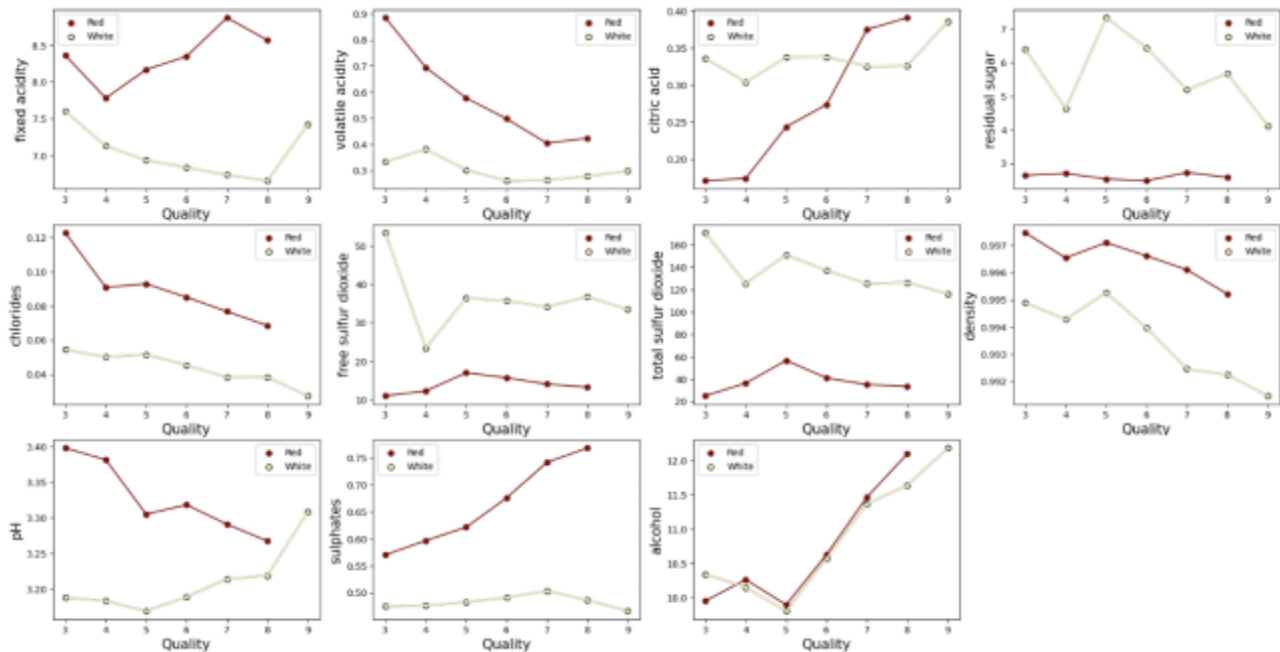 fixed acidity
8.5
8.0
7.5
7.0
Red
White
3 4 5 6 7 8 9
Quality
volatile acidity
0.9
0.8
0.7
0.6
0.5
0.4
0.3
Red
White
3 4 5 6 7 8 9
Quality
citric acid
0.40
0.35
0.30
0.25
0.20
Red
White
3 4 5 6 7 8 9
Quality
residual sugar
7
6
5
4
3
Red
White
3 4 5 6 7 8 9
Quality
chlorides
0.12
0.10
0.08
0.06
0.04
Red
White
3 4 5 6 7 8 9
Quality
free sulfur dioxide
50
40
30
20
10
Red
White
3 4 5 6 7 8 9
Quality
total sulfur dioxide
160
140
120
100
80
60
40
20
Red
White
3 4 5 6 7 8 9
Quality
density
0.997
0.996
0.995
0.994
0.993
0.992
Red
White
3 4 5 6 7 8 9
Quality
pH
3.40
3.35
3.30
3.25
3.20
Red
White
3 4 5 6 7 8 9
Quality
sulphates
0.75
0.70
0.65
0.60
0.55
0.50
Red
White
3 4 5 6 7 8 9
Quality
alcohol
12.0
11.5
11.0
10.5
10.0
Red
White
3 4 5 6 7 8 9
Quality